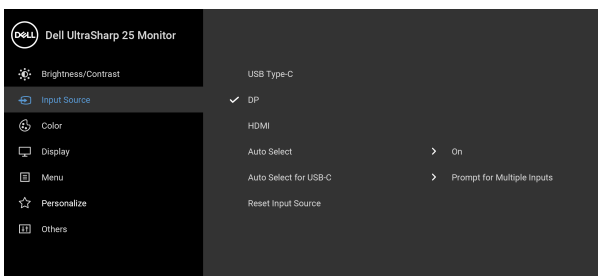 DELL Dell UltraSharp 25 Monitor
Brightness/Contrast USB Type-C
Input Source DP
Color HDMI
Display Auto Select On
Menu Auto Select for USB-C Prompt for Multiple Inputs
Personalize Reset Input Source
Others